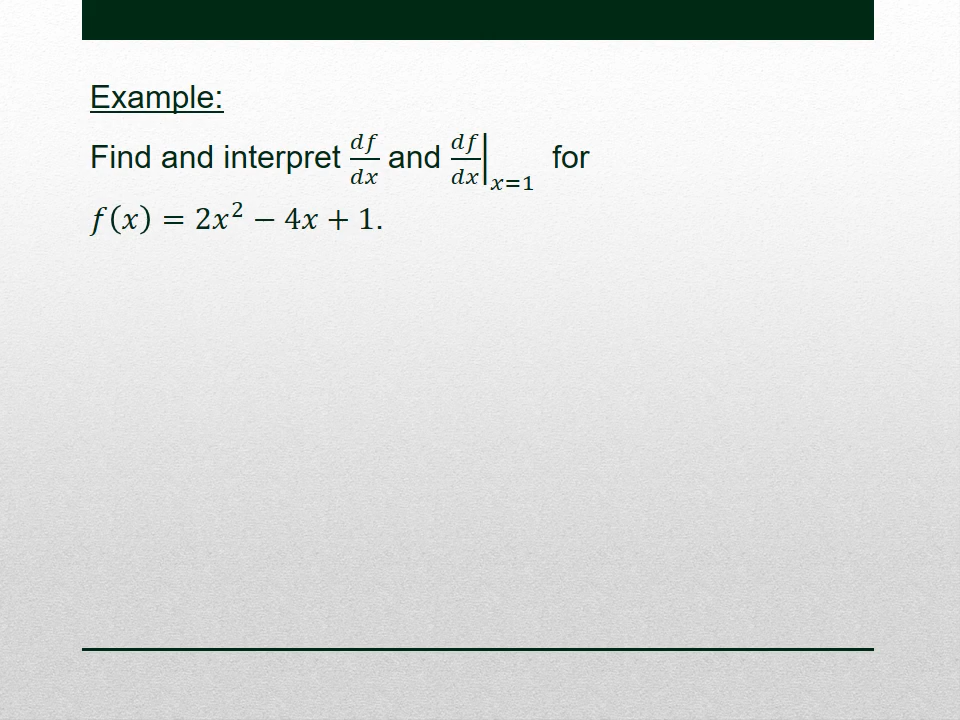 Example:
Find and interpret df/dx and df/dx|x=1 for
f(x) = 2x² − 4x + 1.